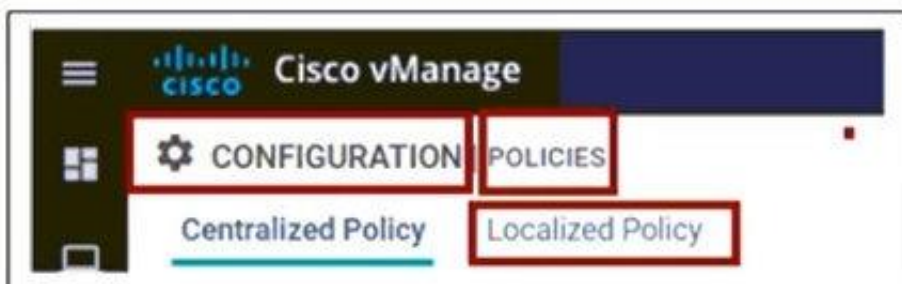 CISCO Cisco vManage
CONFIGURATION | POLICIES
Centralized Policy Localized Policy